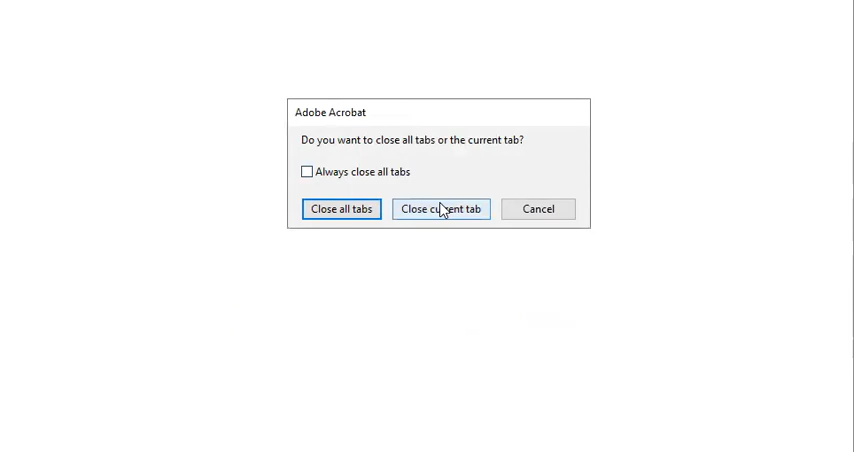 Adobe Acrobat
Do you want to close all tabs or the current tab?
Always close all tabs
Close all tabs
Close current tab
Cancel